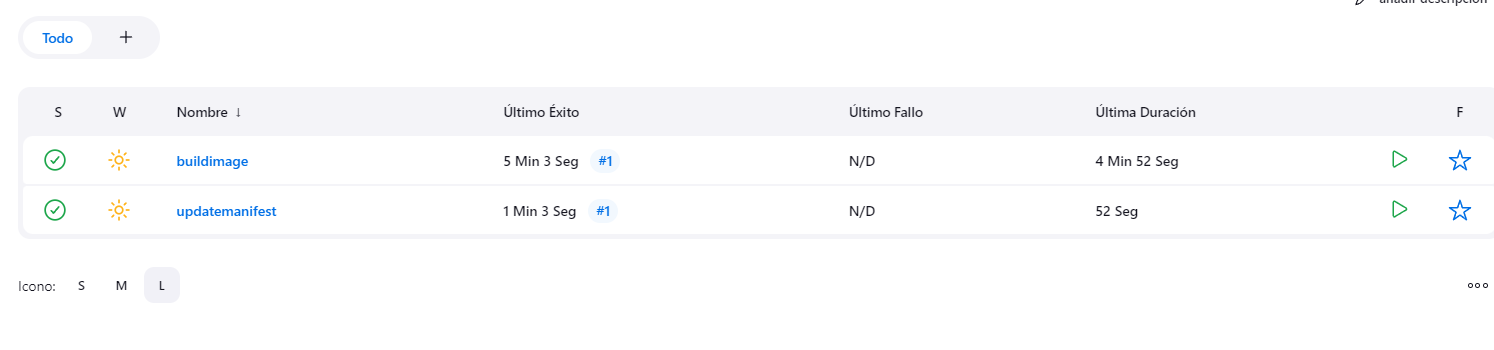 añadir descripción
Todo +
S W Nombre ↓ Último Éxito Último Fallo Última Duración F
buildimage 5 Min 3 Seg #1 N/D 4 Min 52 Seg
updatemanifest 1 Min 3 Seg #1 N/D 52 Seg
Icono: S M L